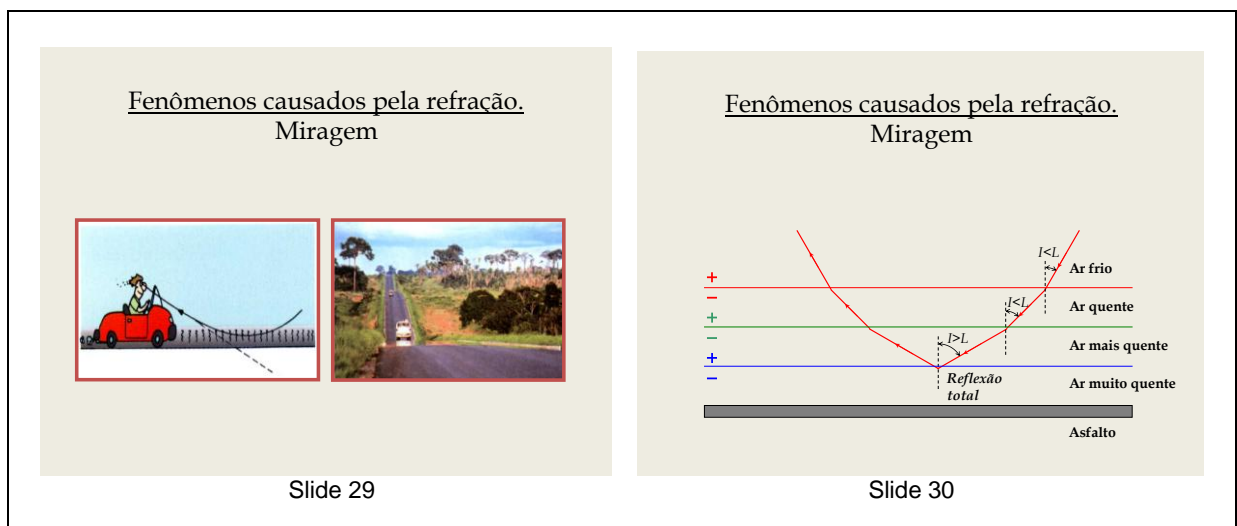 Fenômenos causados pela refração.
Miragem
Slide 29
Fenômenos causados pela refração.
Miragem
I<L
Ar frio
+
−
I<L
Ar quente
+
−
I>L
Ar mais quente
+
−
Reflexão
total
Ar muito quente
Asfalto
Slide 30